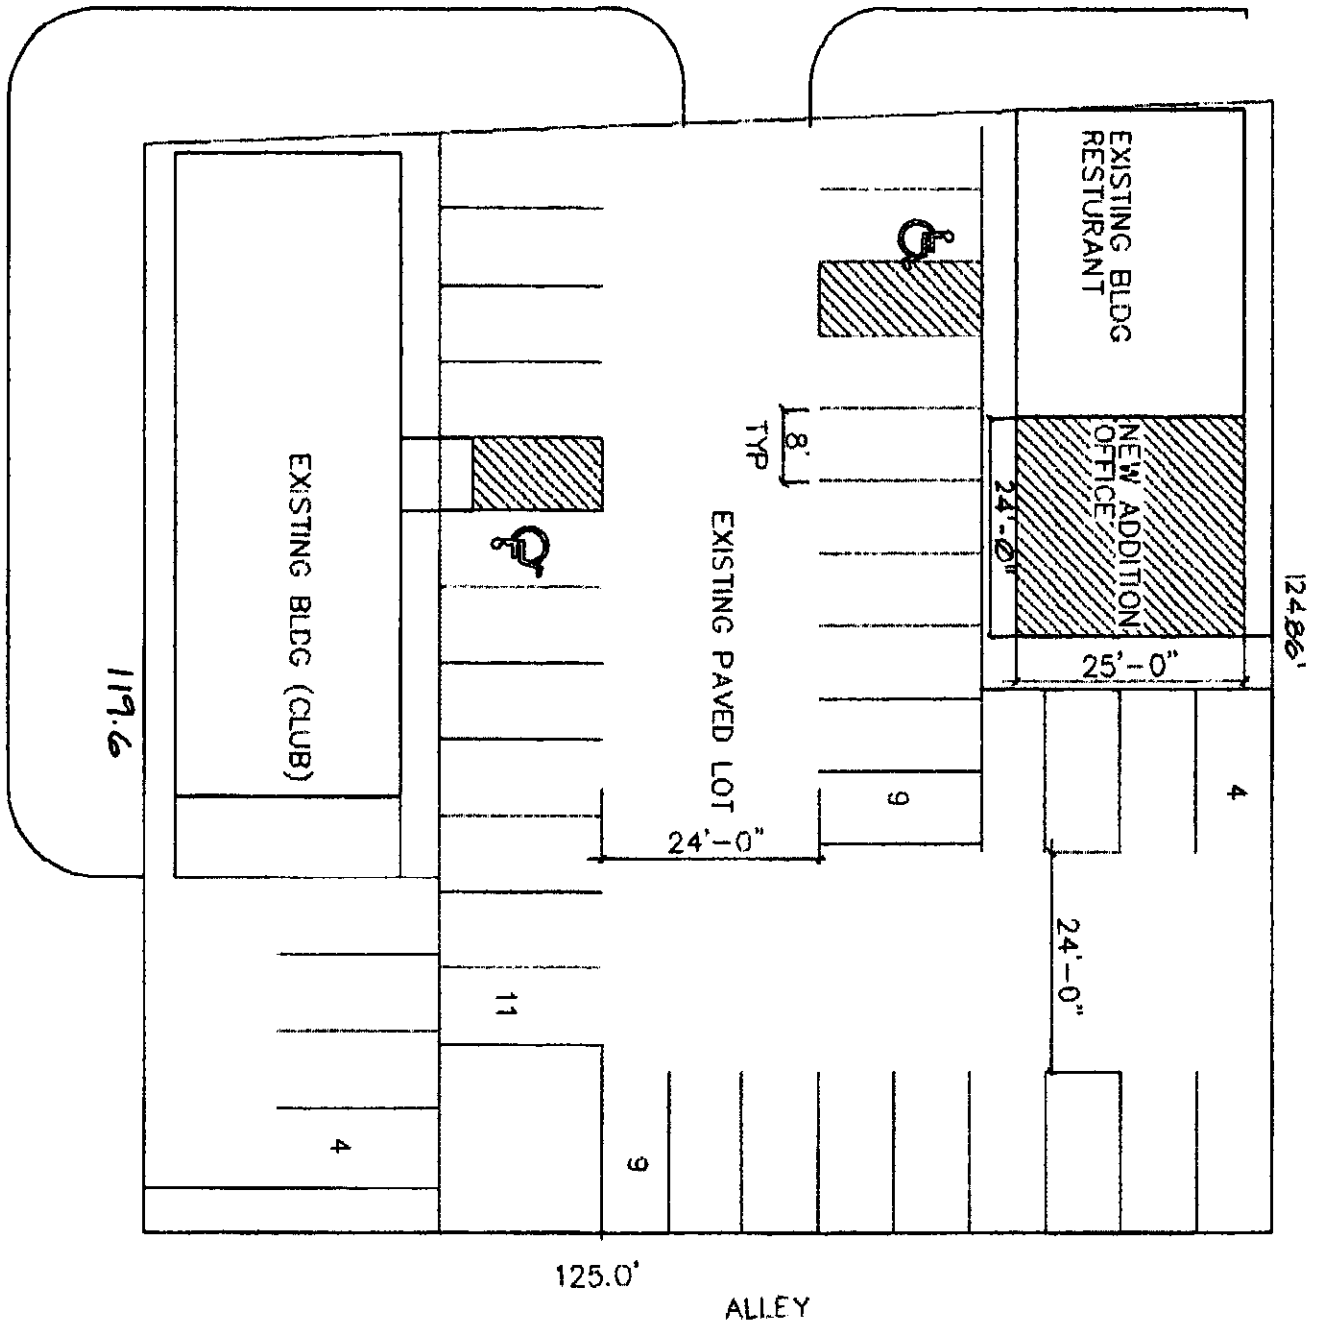 EXISTING BLDG
RESTURANT
NEW ADDITION
OFFICE
24'-0"
25'-0"
124.86'
8'
TYP
EXISTING PAVED LOT
EXISTING BLDG (CLUB)
119.6
9
4
24'-0"
24'-0"
11
4
9
125.0'
ALLEY